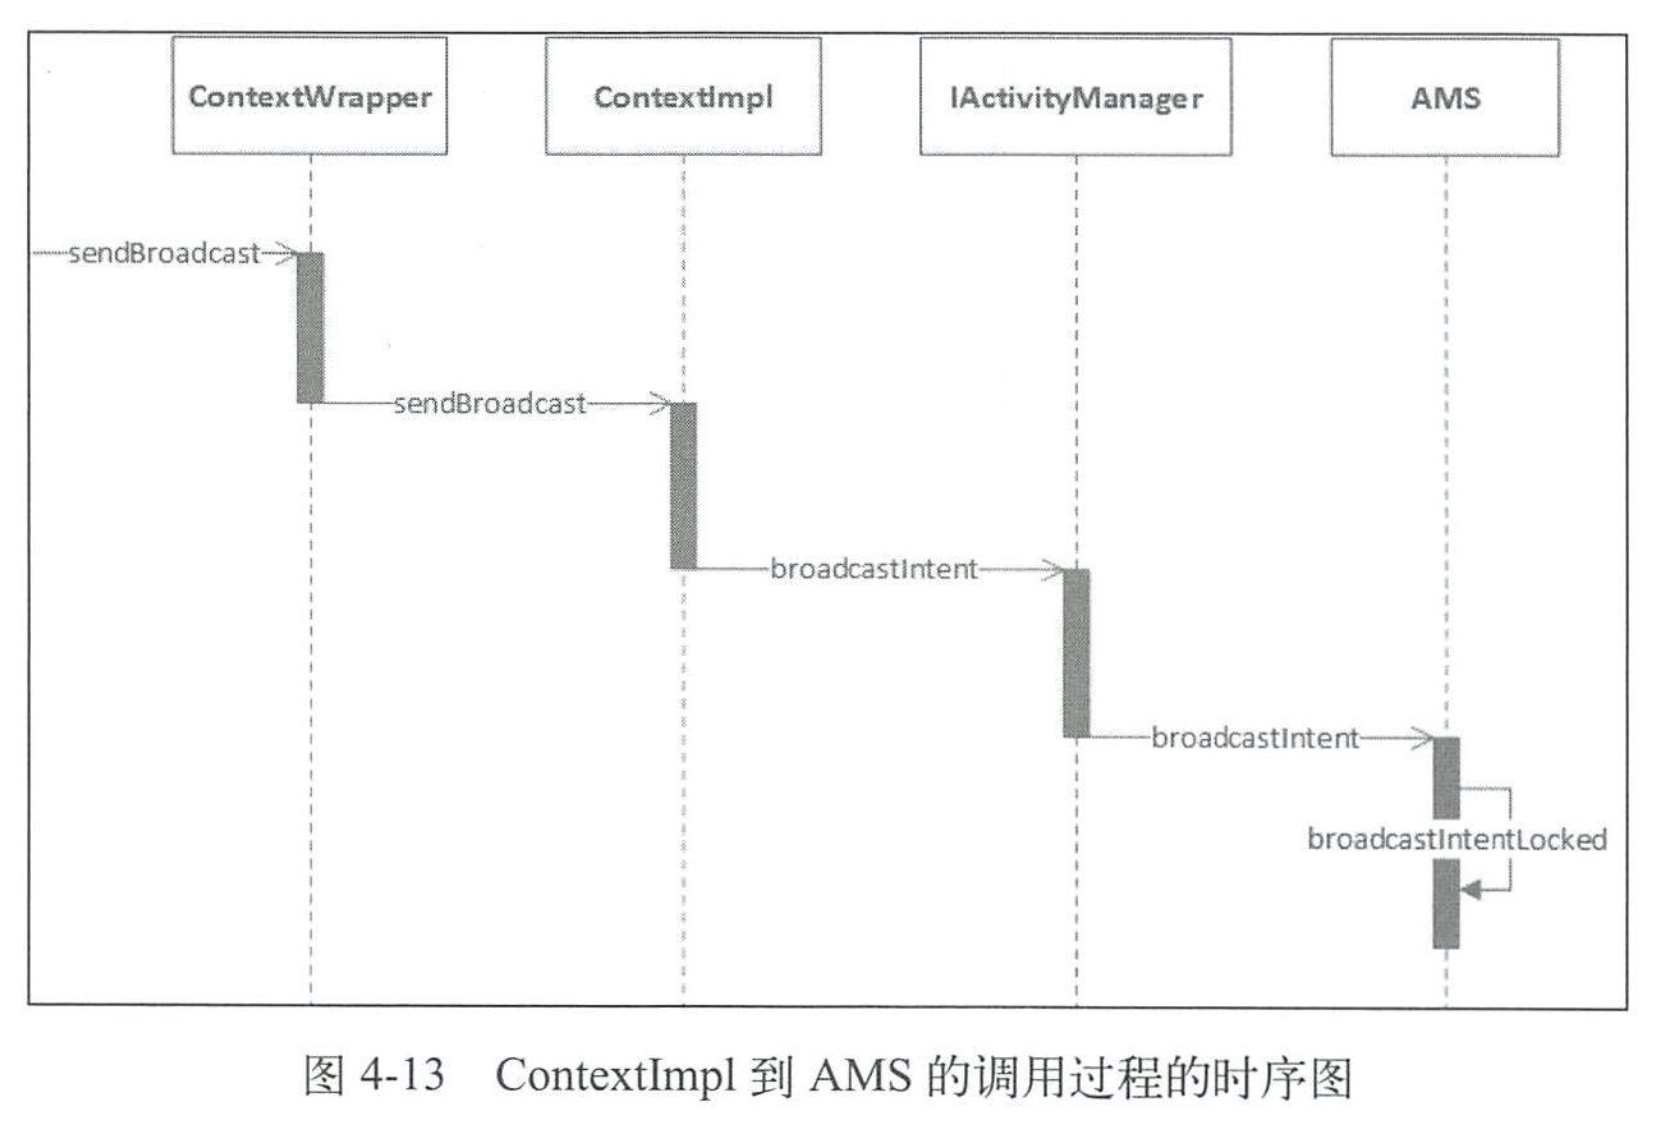 ContextWrapper ContextImpl IActivityManager AMS
sendBroadcast
sendBroadcast
broadcastIntent
broadcastIntent
broadcastIntentLocked
图 4-13 ContextImpl 到 AMS 的调用过程的时序图